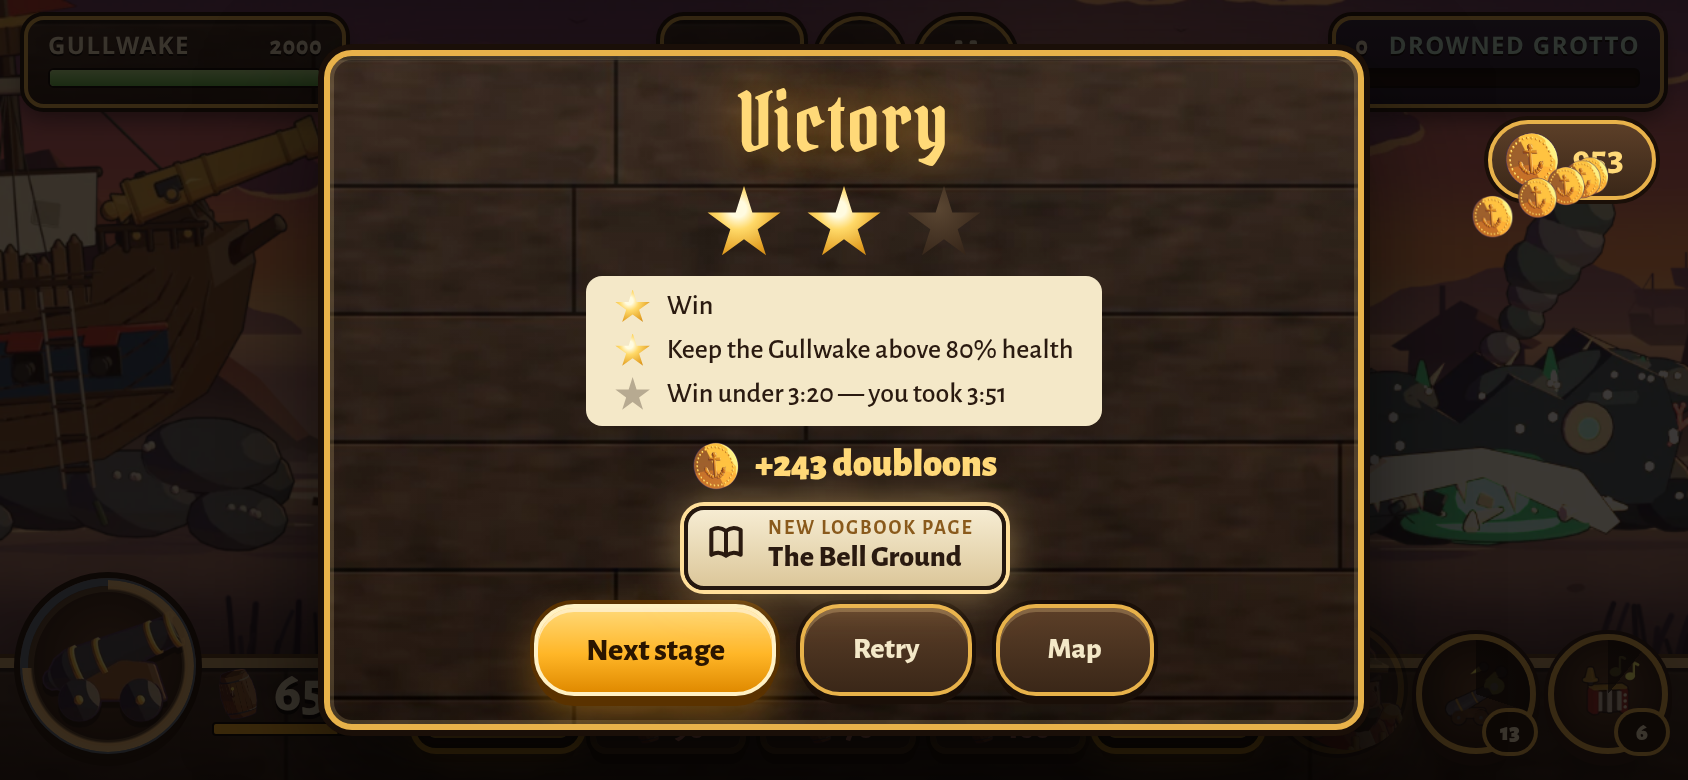 GULLWAKE 2000
0 DROWNED GROTTO
Victory
Win
Keep the Gullwake above 80% health
Win under 3:20 — you took 3:51
+243 doubloons
NEW LOGBOOK PAGE
The Bell Ground
Next stage
Retry
Map
13
6